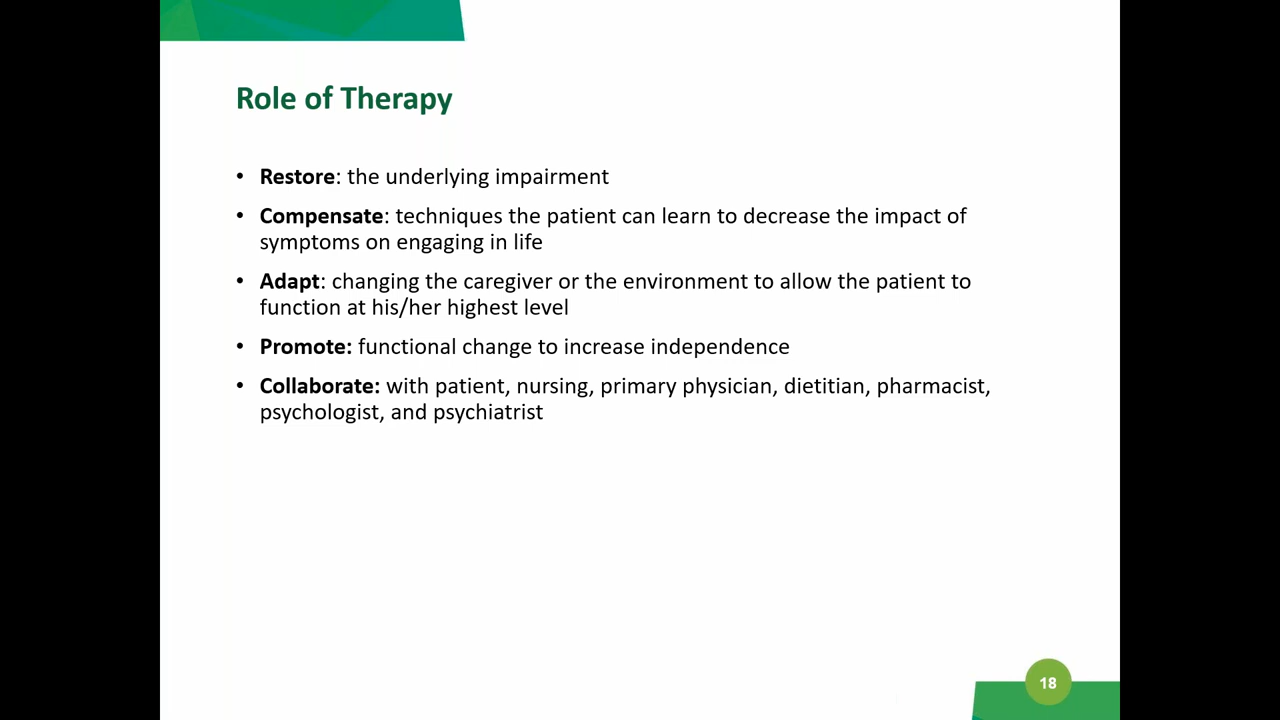 Role of Therapy
• Restore: the underlying impairment
• Compensate: techniques the patient can learn to decrease the impact of
symptoms on engaging in life
• Adapt: changing the caregiver or the environment to allow the patient to
function at his/her highest level
• Promote: functional change to increase independence
• Collaborate: with patient, nursing, primary physician, dietitian, pharmacist,
psychologist, and psychiatrist
18